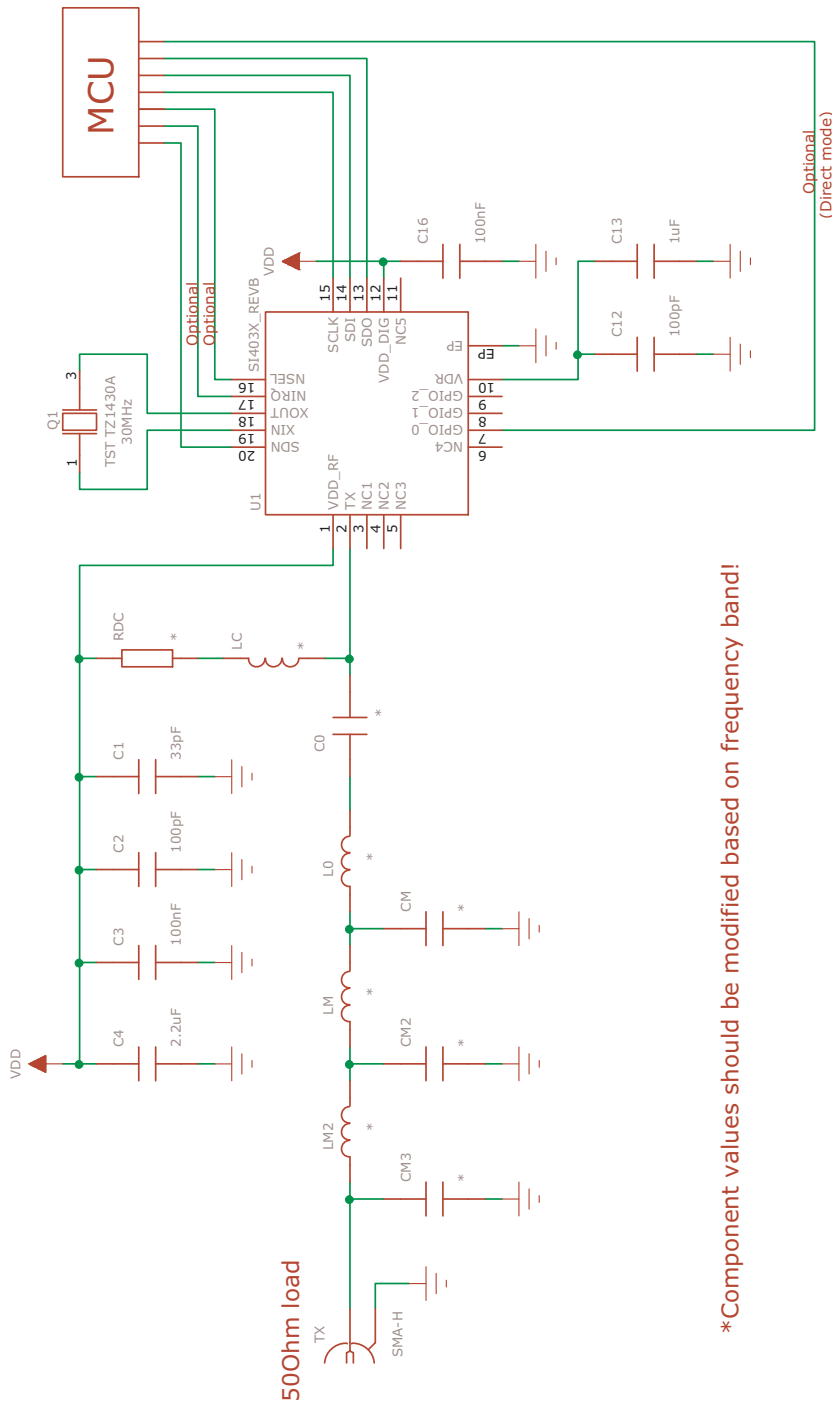 MCU
Optional
(Direct mode)
VDD
C16
100nF
C13
1uF
C12
100pF
Optional
Optional
SI403X_REVB
U1
15
14
13
12
11
SCLK
SDI
SDO
VDD_DIG
NC5
NSEL
NIRQ
XOUT
XIN
SDN
16
17
18
19
20
EP
EP
VDR
GPIO_2
GPIO_1
GPIO_0
NC4
10
9
8
7
6
VDD_RF
TX
NC1
NC2
NC3
1
2
3
4
5
Q1
3
1
TST TZ1430A
30MHz
RDC
*
LC
*
C0
*
C1
33pF
C2
100pF
C3
100nF
C4
2.2uF
VDD
L0
*
CM
*
LM
*
CM2
*
LM2
*
CM3
*
50Ohm load
TX
SMA-H
*Component values should be modified based on frequency band!